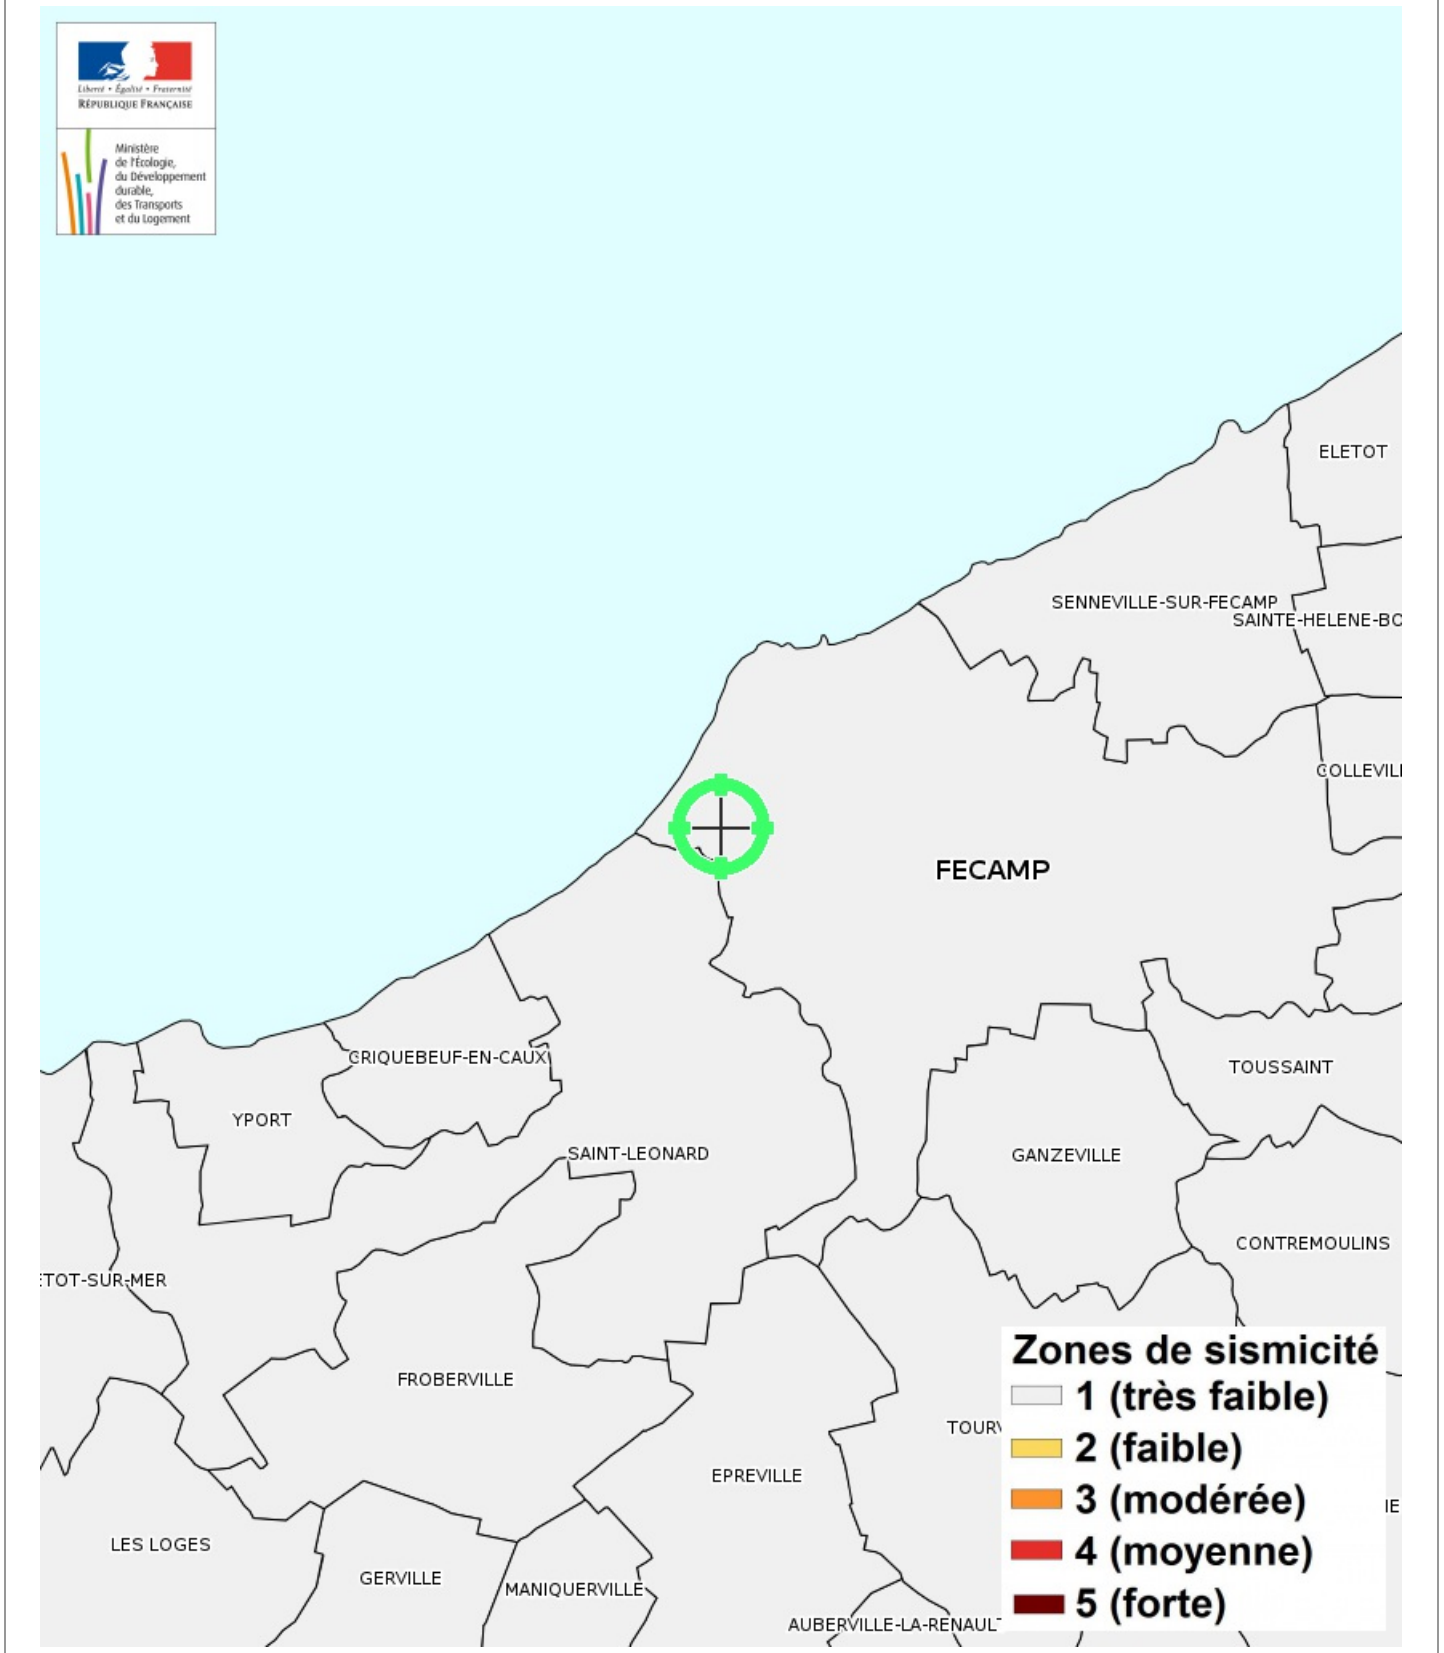 Liberté • Égalité • Fraternité
RÉPUBLIQUE FRANÇAISE
Ministère
de l'Écologie,
du Développement
durable,
des Transports
et du Logement
ELETOT
SENNEVILLE-SUR-FECAMP
SAINTE-HELENE-BO
COLLEVIL
FECAMP
CRIQUEBEUF-EN-CAUX
TOUSSAINT
YPORT
SAINT-LEONARD
GANZEVILLE
CONTREMOULINS
ETOT-SUR-MER
FROBERVILLE
TOURV
EPREVILLE
IE
LES LOGES
GERVILLE
MANIQUERVILLE
AUBERVILLE-LA-RENAULT
Zones de sismicité
1 (très faible)
2 (faible)
3 (modérée)
4 (moyenne)
5 (forte)